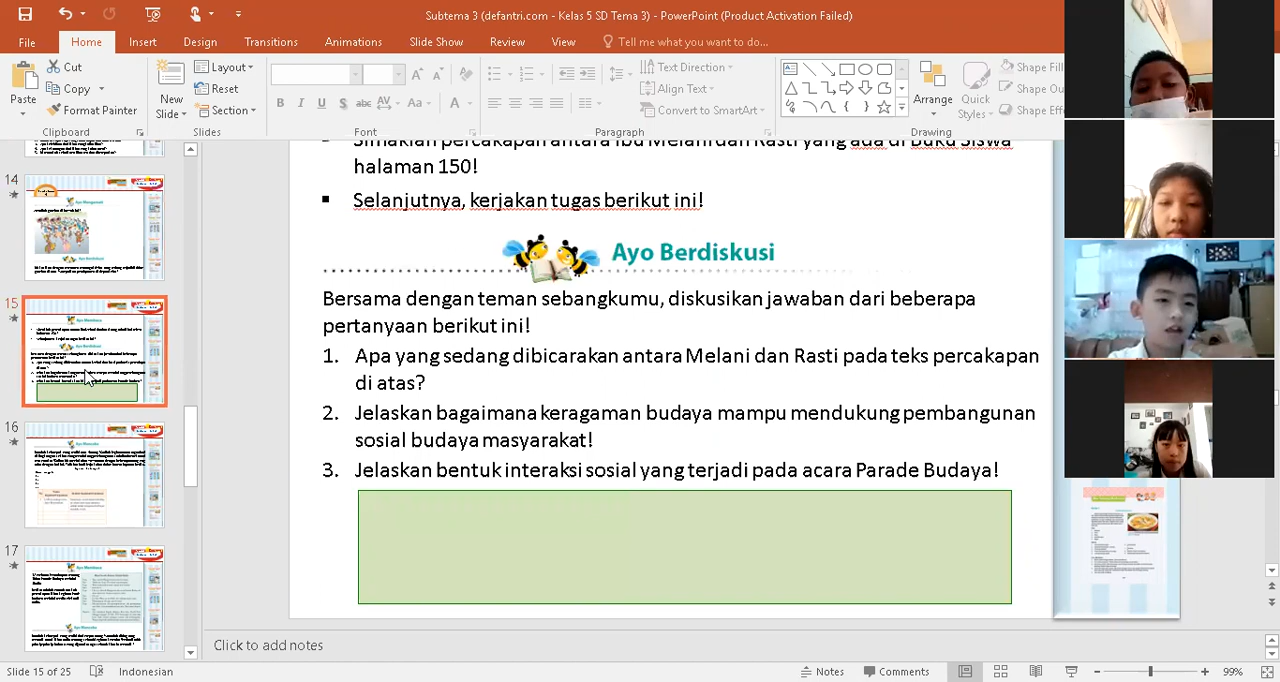 Subtema 3 (defantri.com - Kelas 5 SD Tema 3) - PowerPoint (Product Activation Failed)
File Home Insert Design Transitions Animations Slide Show Review View Tell me what you want to do...
Paste
Cut
Copy
Format Painter
Clipboard
New Slide
Layout
Reset
Section
Slides
B I U S abc AV Aa A
Font
Text Direction
Align Text
Convert to SmartArt
Paragraph
Arrange
Quick Styles
Shape Fill
Shape Ou
Shape Effe
Drawing
14
15
16
17
Simaklah percakapan antara Ibu Melani dan Rasti yang ada di Buku Siswa
halaman 150!
Selanjutnya, kerjakan tugas berikut ini!
Ayo Berdiskusi
Bersama dengan teman sebangkumu, diskusikan jawaben dari beberapa
pertanyaan berikut ini!
1. Apa yang sedang dibicarakan antara Melani dan Rasti pada teks percakapan
di atas?
2. Jelaskan bagaimana keragaman budaya mampu mendukung pembangunan
sosial budaya masyarakat!
3. Jelaskan bentuk interaksi sosial yang terjadi pada acara Parade Budaya!
Click to add notes
Slide 15 of 25 Indonesian Notes Comments 99%